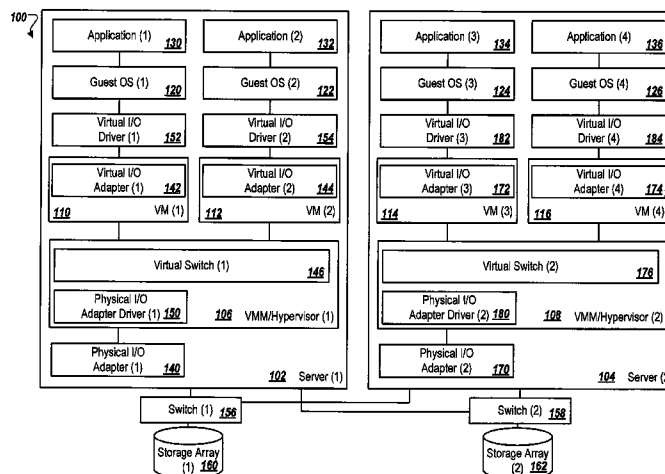 100
Application (1) 130
Application (2) 132
Guest OS (1) 120
Guest OS (2) 122
Virtual I/O
Driver (1) 152
Virtual I/O
Driver (2) 154
Virtual I/O
Adapter (1) 142
Virtual I/O
Adapter (2) 144
110 VM (1)
112 VM (2)
Virtual Switch (1)
146
Physical I/O
Adapter Driver (1) 150
106 VMM/Hypervisor (1)
Physical I/O
Adapter (1) 140
102 Server (1)
Application (3) 134
Application (4) 136
Guest OS (3) 124
Guest OS (4) 126
Virtual I/O
Driver (3) 182
Virtual I/O
Driver (4) 184
Virtual I/O
Adapter (3) 172
Virtual I/O
Adapter (4) 174
114 VM (3)
116 VM (4)
Virtual Switch (2)
176
Physical I/O
Adapter Driver (2) 180
108 VMM/Hypervisor (2)
Physical I/O
Adapter (2) 170
104 Server (2
Switch (1) 156
Switch (2) 158
Storage Array
(1) 160
Storage Array
(2) 162